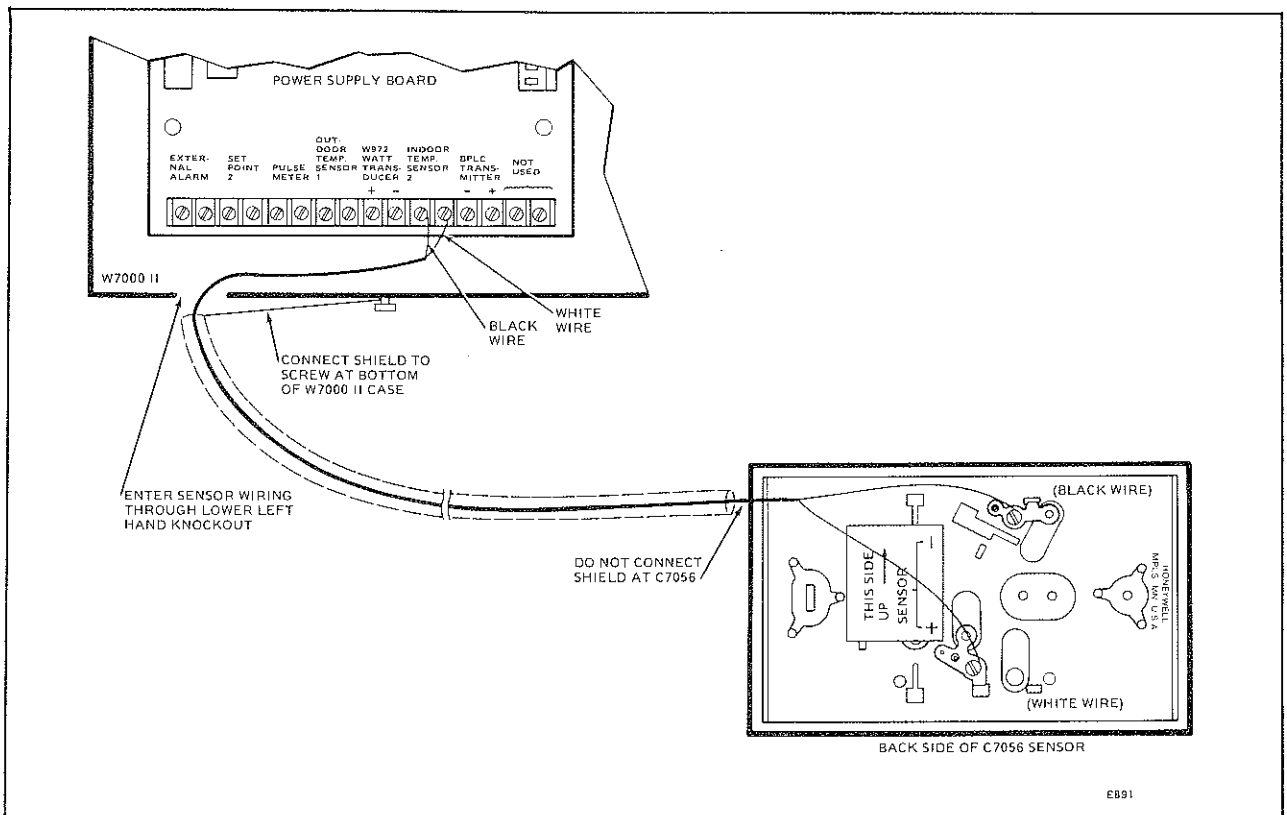 POWER SUPPLY BOARD
EXTER-
NAL
ALARM
SET
POINT
2
PULSE
METER
OUT-
DOOR
TEMP.
SENSOR
1
W972
WATT
TRANS-
DUCER
+ -
INDOOR
TEMP.
SENSOR
2
BPLC
TRANS-
MITTER
- +
NOT
USED
W7000 II
BLACK
WIRE
WHITE
WIRE
CONNECT SHIELD TO
SCREW AT BOTTOM
OF W7000 II CASE
ENTER SENSOR WIRING
THROUGH LOWER LEFT
HAND KNOCKOUT
DO NOT CONNECT
SHIELD AT C7056
(BLACK WIRE)
THIS SIDE
UP
SENSOR
+ -
HONEYWELL
MPLS MN USA
(WHITE WIRE)
BACK SIDE OF C7056 SENSOR
E891